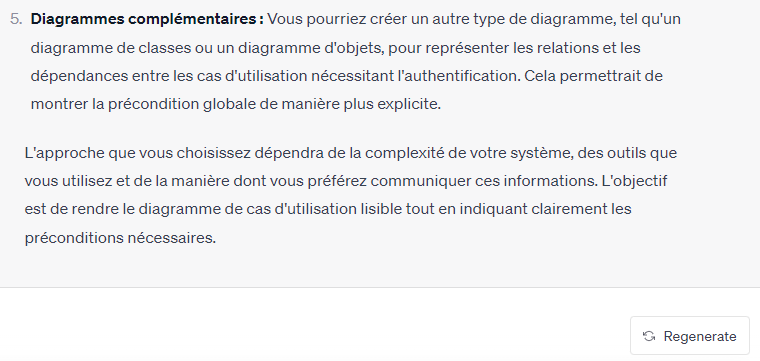 5. Diagrammes complémentaires : Vous pourriez créer un autre type de diagramme, tel qu'un
diagramme de classes ou un diagramme d'objets, pour représenter les relations et les
dépendances entre les cas d'utilisation nécessitant l'authentification. Cela permettrait de
montrer la précondition globale de manière plus explicite.
L'approche que vous choisissez dépendra de la complexité de votre système, des outils que
vous utilisez et de la manière dont vous préférez communiquer ces informations. L'objectif
est de rendre le diagramme de cas d'utilisation lisible tout en indiquant clairement les
préconditions nécessaires.
Regenerate